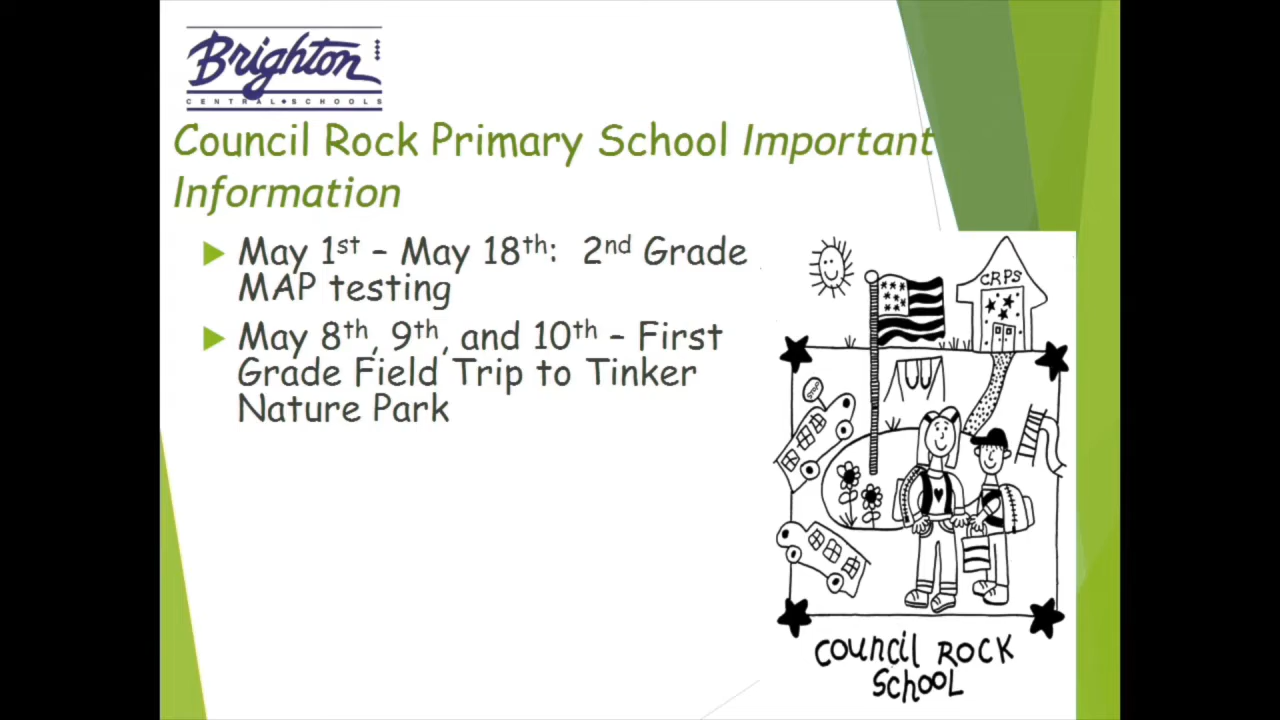 Brighton
CENTRAL SCHOOLS
Council Rock Primary School Important
Information
May 1st – May 18th: 2nd Grade
MAP testing
May 8th, 9th, and 10th – First
Grade Field Trip to Tinker
Nature Park
CRPS
STOP
COUNCIL ROCK
SCHOOL